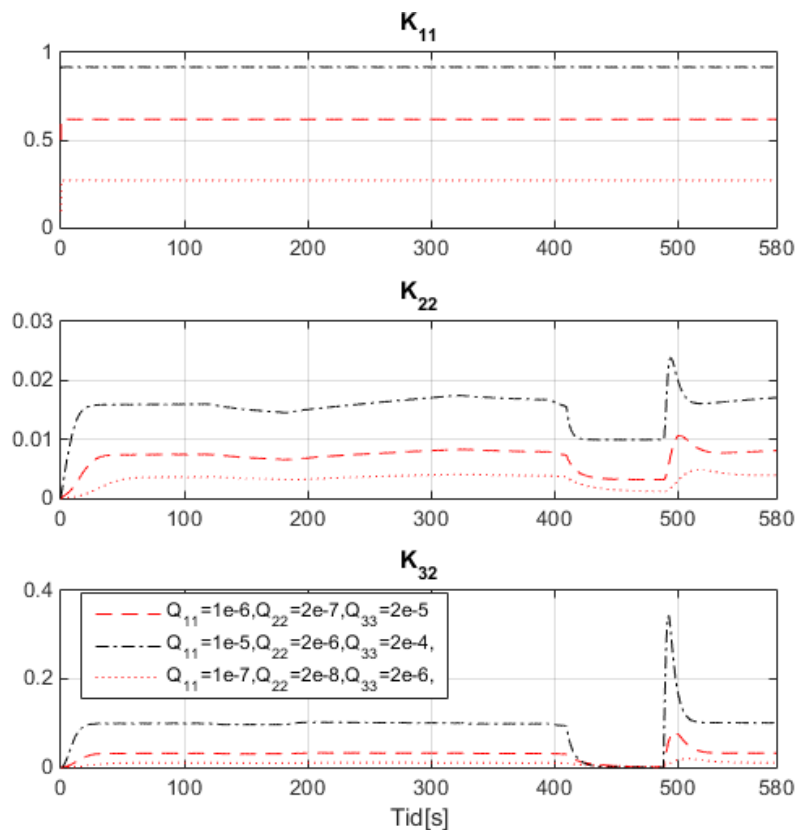 K11
1
0.5
0
0 100 200 300 400 500 580
K22
0.03
0.02
0.01
0
0 100 200 300 400 500 580
K32
0.4
0.2
0
Q11=1e-6,Q22=2e-7,Q33=2e-5
Q11=1e-5,Q22=2e-6,Q33=2e-4,
Q11=1e-7,Q22=2e-8,Q33=2e-6,
0 100 200 300 400 500 580
Tid[s]